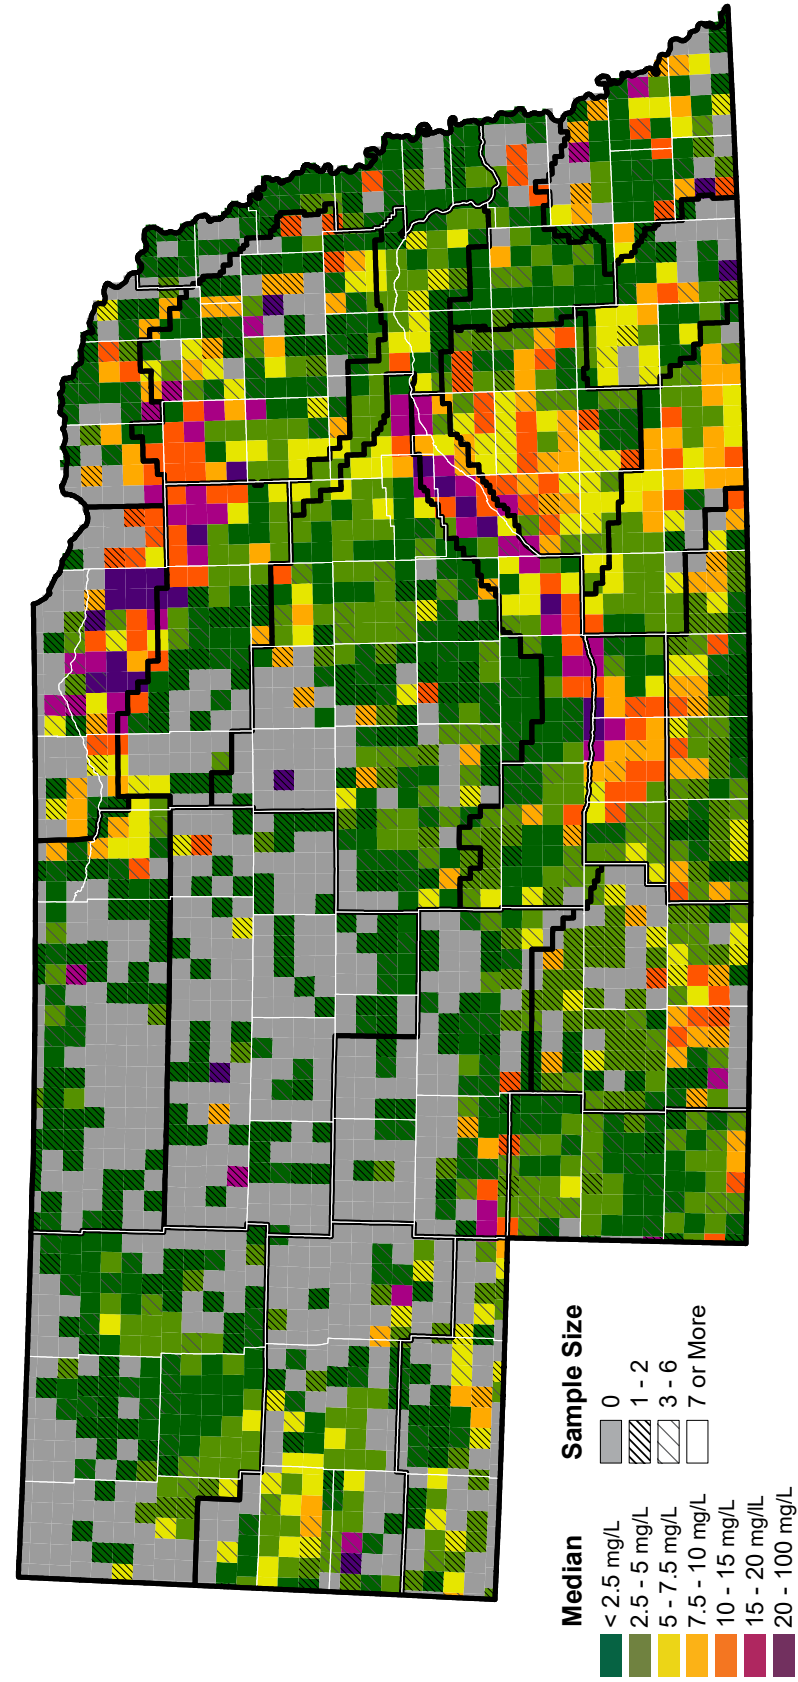 Median
< 2.5 mg/L
2.5 - 5 mg/L
5 - 7.5 mg/L
7.5 - 10 mg/L
10 - 15 mg/L
15 - 20 mg/lL
20 - 100 mg/L
Sample Size
0
1 - 2
3 - 6
7 or More